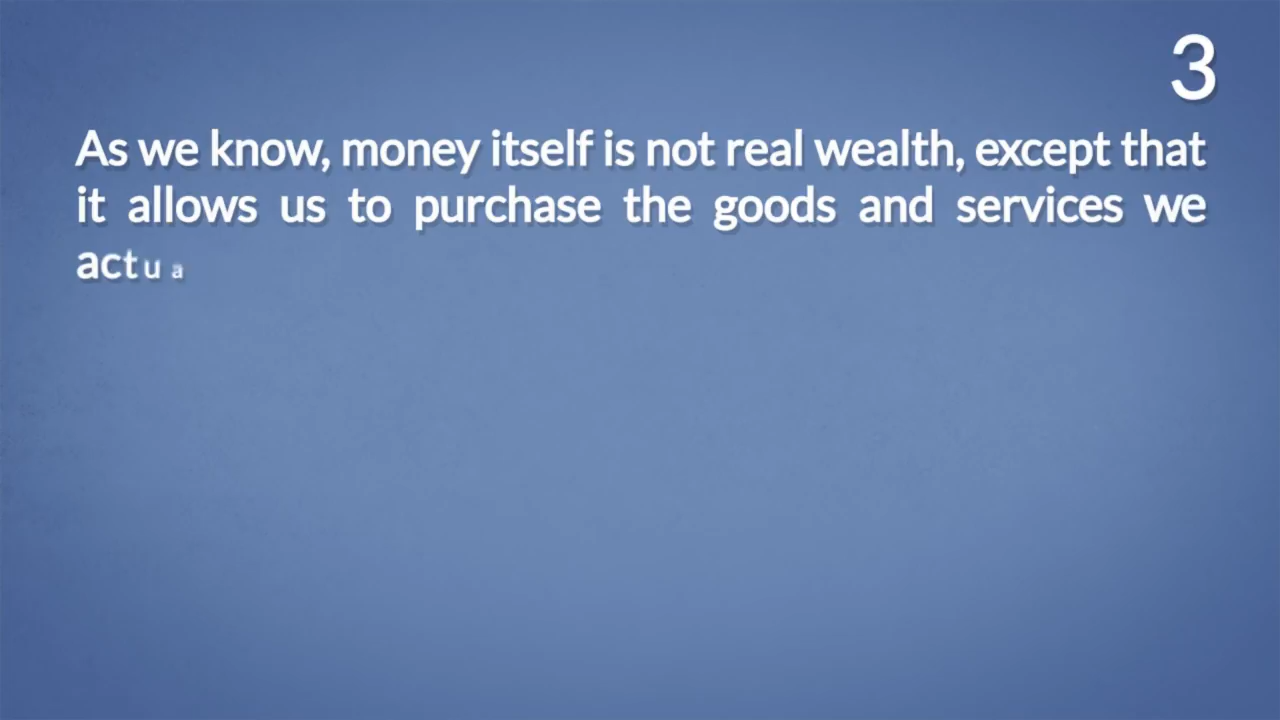 3
As we know, money itself is not real wealth, except that
it allows us to purchase the goods and services we
actua